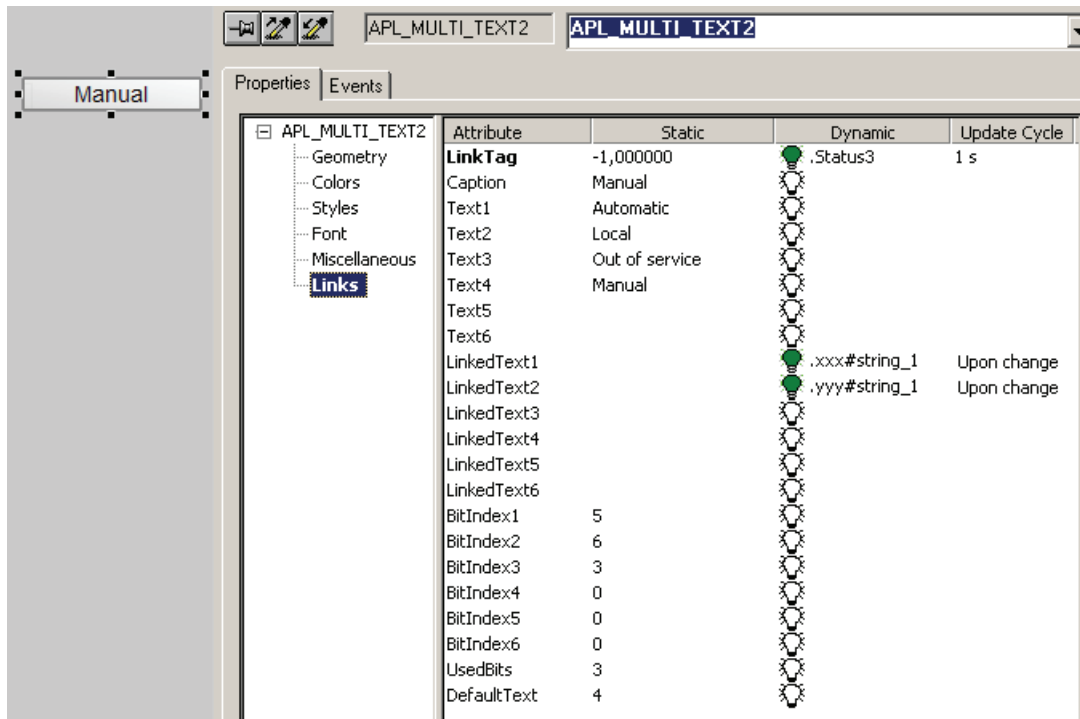 APL_MULTI_TEXT2 APL_MULTI_TEXT2
Manual
Properties Events
APL_MULTI_TEXT2
Geometry
Colors
Styles
Font
Miscellaneous
Links
Attribute Static Dynamic Update Cycle
LinkTag -1,000000 .Status3 1 s
Caption Manual
Text1 Automatic
Text2 Local
Text3 Out of service
Text4 Manual
Text5
Text6
LinkedText1 .xxx#string_1 Upon change
LinkedText2 .yyy#string_1 Upon change
LinkedText3
LinkedText4
LinkedText5
LinkedText6
BitIndex1 5
BitIndex2 6
BitIndex3 3
BitIndex4 0
BitIndex5 0
BitIndex6 0
UsedBits 3
DefaultText 4